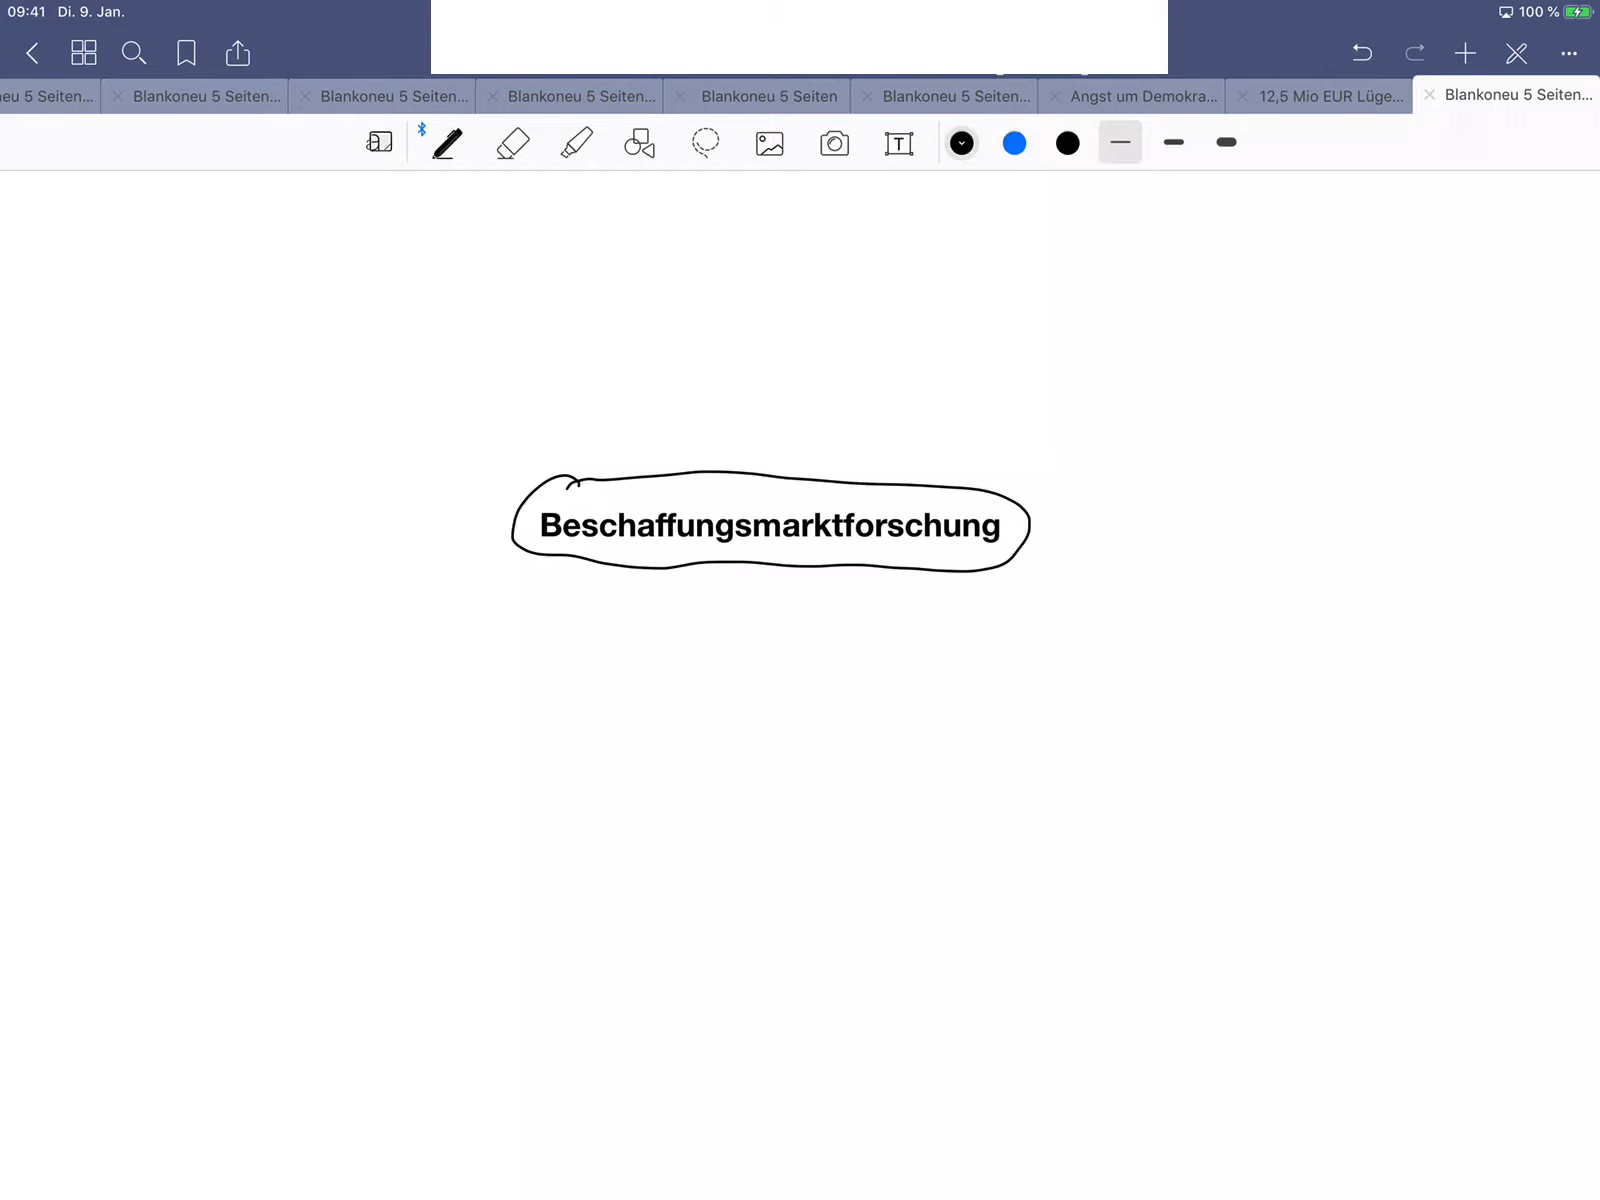 09:41 Di. 9. Jan. 100 %
eu 5 Seiten... Blankoneu 5 Seiten... Blankoneu 5 Seiten... Blankoneu 5 Seiten... Blankoneu 5 Seiten Blankoneu 5 Seiten... Angst um Demokra... 12,5 Mio EUR Lüge... Blankoneu 5 Seiten...
T
Beschaffungsmarktforschung